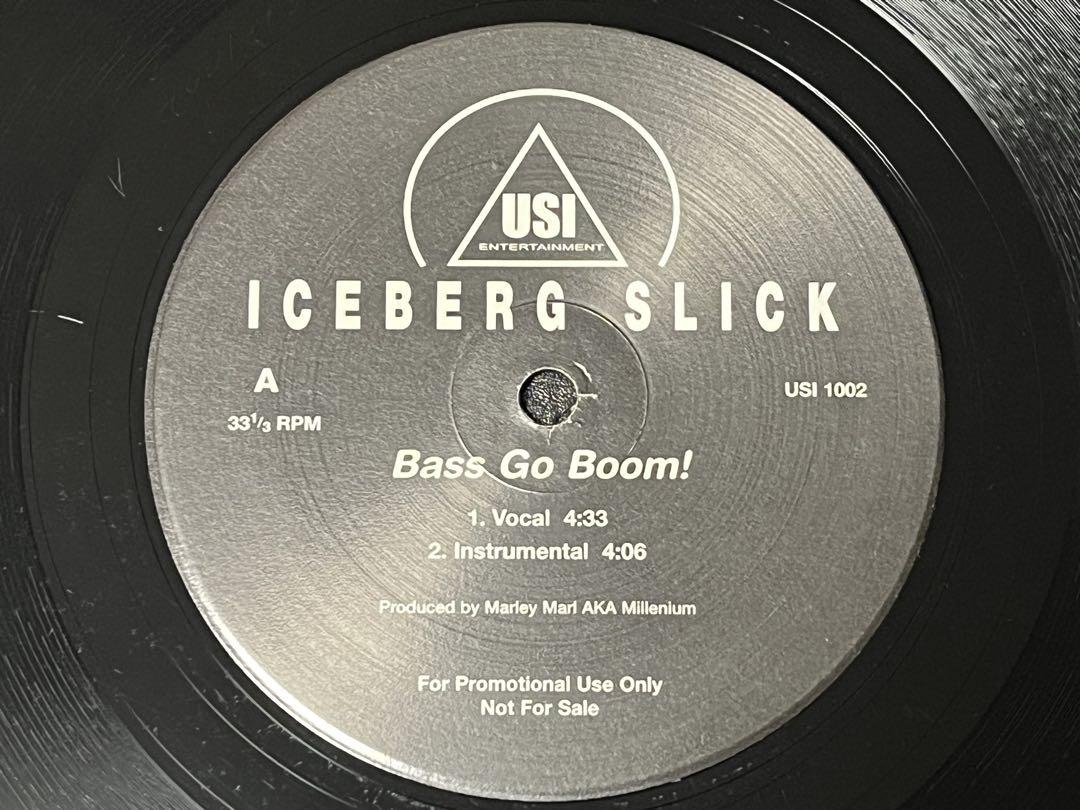 USI
ENTERTAINMENT
ICEBERG SLICK
A
USI 1002
33 1/3 RPM
Bass Go Boom!
1. Vocal 4:33
2. Instrumental 4:06
Produced by Marley Marl AKA Millenium
For Promotional Use Only
Not For Sale